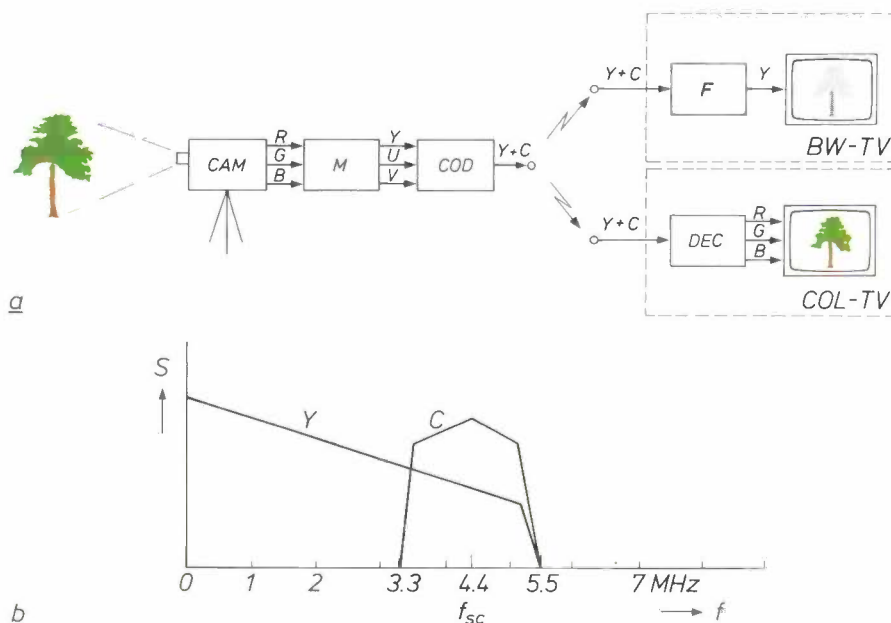 Y+C
F
Y
BW-TV
R
G
B
CAM
M
Y
U
V
COD
Y+C
Y+C
DEC
R
G
B
COL-TV
a
S
Y
C
0 1 2 3.3 4.4 5.5 7 MHz
fsc
f
b